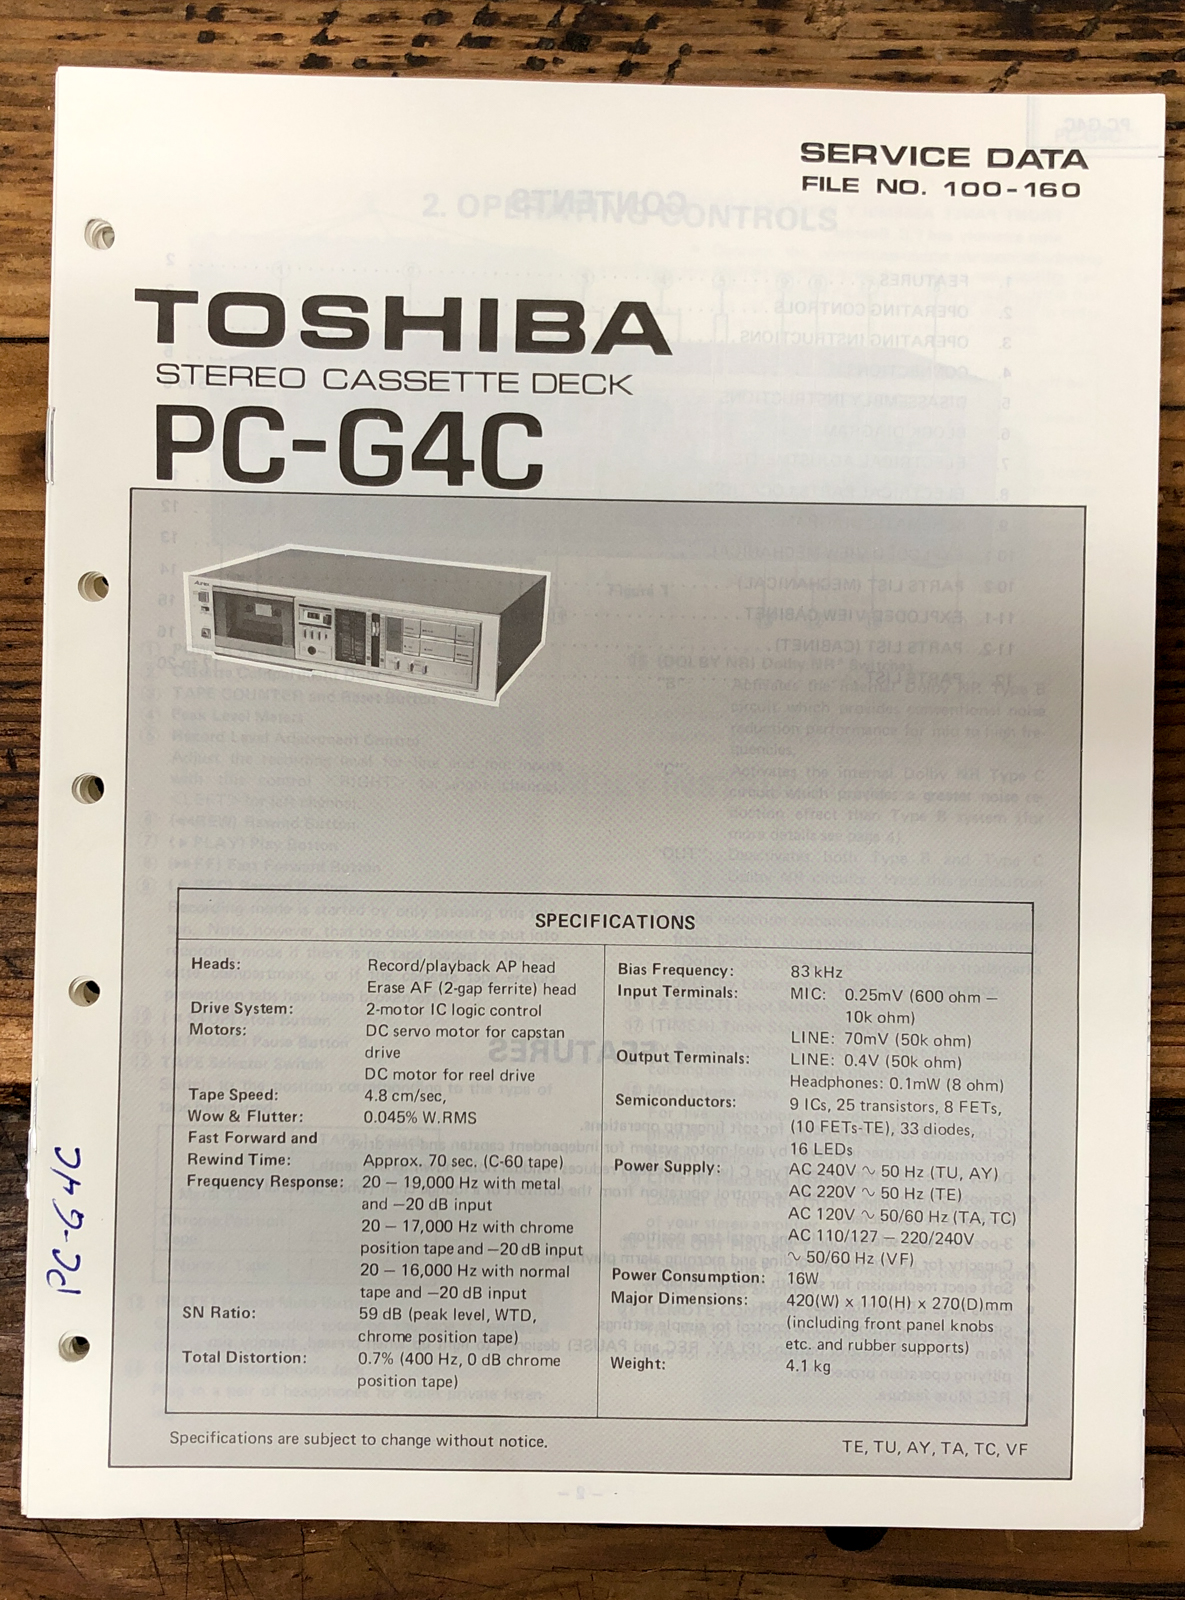 SERVICE DATA
FILE NO. 100-160
TOSHIBA
STEREO CASSETTE DECK
PC-G4C
SPECIFICATIONS
Heads: Record/playback AP head
Erase AF (2-gap ferrite) head
Drive System: 2-motor IC logic control
Motors: DC servo motor for capstan
drive
DC motor for reel drive
Tape Speed: 4.8 cm/sec,
Wow & Flutter: 0.045% W.RMS
Fast Forward and
Rewind Time: Approx. 70 sec. (C-60 tape)
Frequency Response: 20 – 19,000 Hz with metal
and –20 dB input
20 – 17,000 Hz with chrome
position tape and –20 dB input
20 – 16,000 Hz with normal
tape and –20 dB input
SN Ratio: 59 dB (peak level, WTD,
chrome position tape)
Total Distortion: 0.7% (400 Hz, 0 dB chrome
position tape)
Bias Frequency: 83 kHz
Input Terminals: MIC: 0.25mV (600 ohm –
10k ohm)
LINE: 70mV (50k ohm)
Output Terminals: LINE: 0.4V (50k ohm)
Headphones: 0.1mW (8 ohm)
Semiconductors: 9 ICs, 25 transistors, 8 FETs,
(10 FETs-TE), 33 diodes,
16 LEDs
Power Supply: AC 240V ∿ 50 Hz (TU, AY)
AC 220V ∿ 50 Hz (TE)
AC 120V ∿ 50/60 Hz (TA, TC)
AC 110/127 – 220/240V
∿ 50/60 Hz (VF)
Power Consumption: 16W
Major Dimensions: 420(W) x 110(H) x 270(D)mm
(including front panel knobs
etc. and rubber supports)
Weight: 4.1 kg
Specifications are subject to change without notice.
TE, TU, AY, TA, TC, VF
PC-G4C